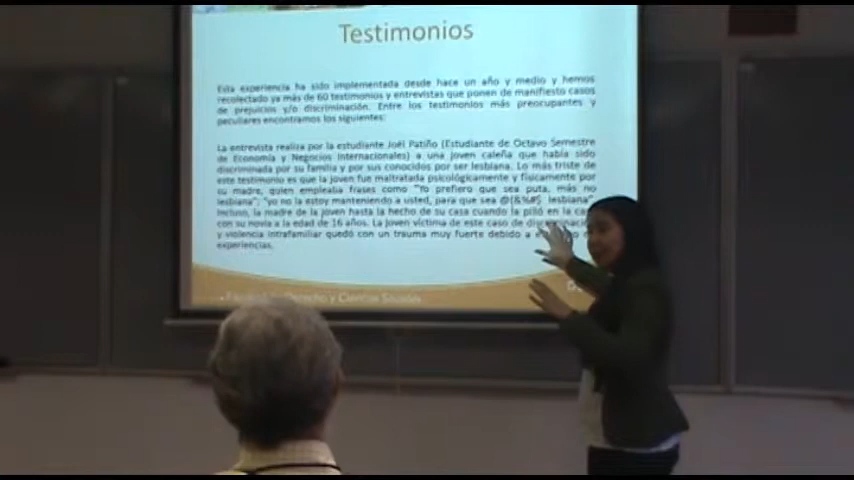 Testimonios
Esta experiencia ha sido implementada desde hace un año y medio y hemos
recolectado ya más de 60 testimonios y entrevistas que ponen de manifiesto casos
de prejuicios y/o discriminación. Entre los testimonios más preocupantes y
peculiares encontramos los siguientes:
La entrevista realiza por la estudiante Joël Patiño (Estudiante de Octavo Semestre
de Economía y Negocios Internacionales) a una joven caleña que había sido
discriminada por su familia y por sus conocidos por ser lesbiana. Lo más triste de
este testimonio es que la joven fue maltratada psicológicamente y físicamente por
su madre, quien empleaba frases como "Yo prefiero que sea puta, más no
lesbiana"; "yo no la estoy manteniendo a usted, para que sea @(&%#$ lesbiana".
Incluso, la madre de la joven hasta la hecho de su casa cuando la pilló en la
con su novia a la edad de 16 años. La joven víctima de este caso de
y violencia intrafamiliar quedó con un trauma muy fuerte debido a
experiencias.
Derecho y Ciencias Sociales